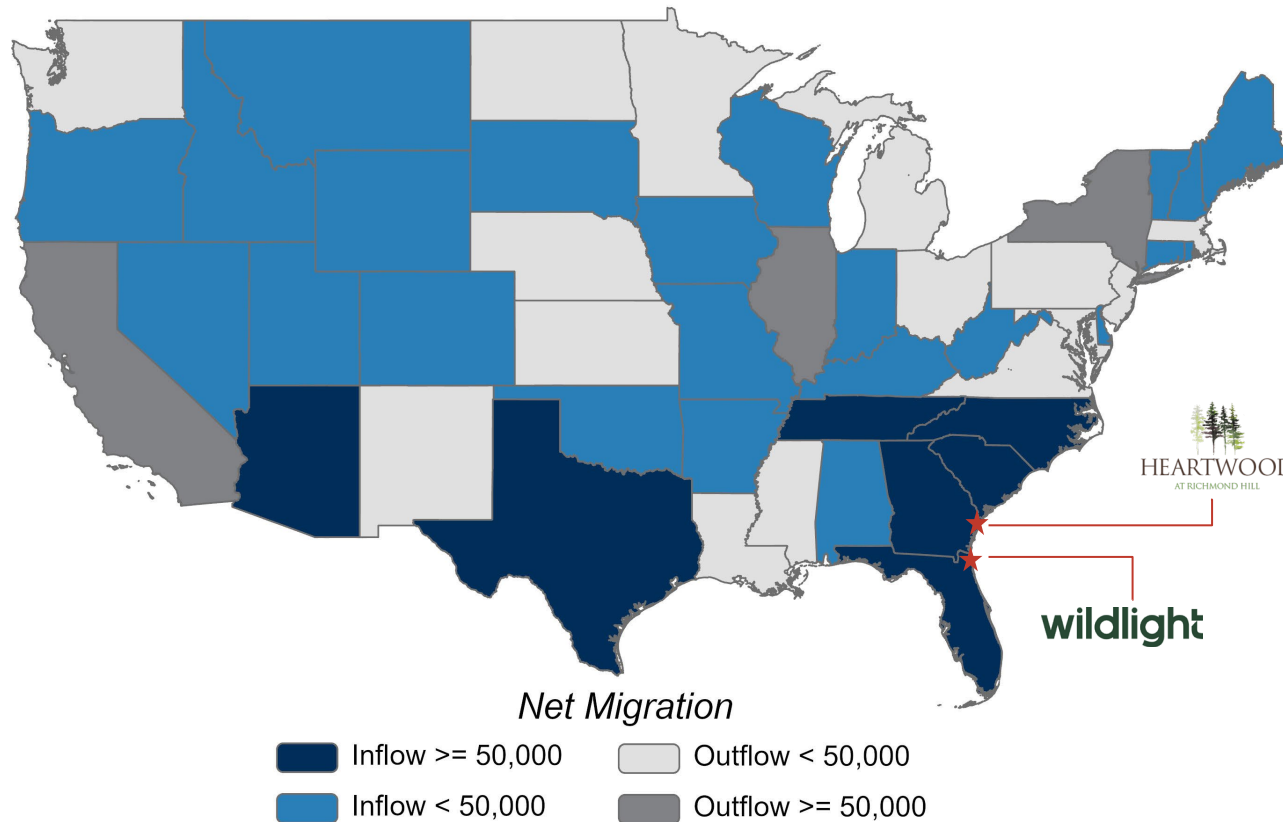 HEARTWOOD
AT RICHMOND HILL
wildlight
Net Migration
Inflow >= 50,000
Outflow < 50,000
Inflow < 50,000
Outflow >= 50,000